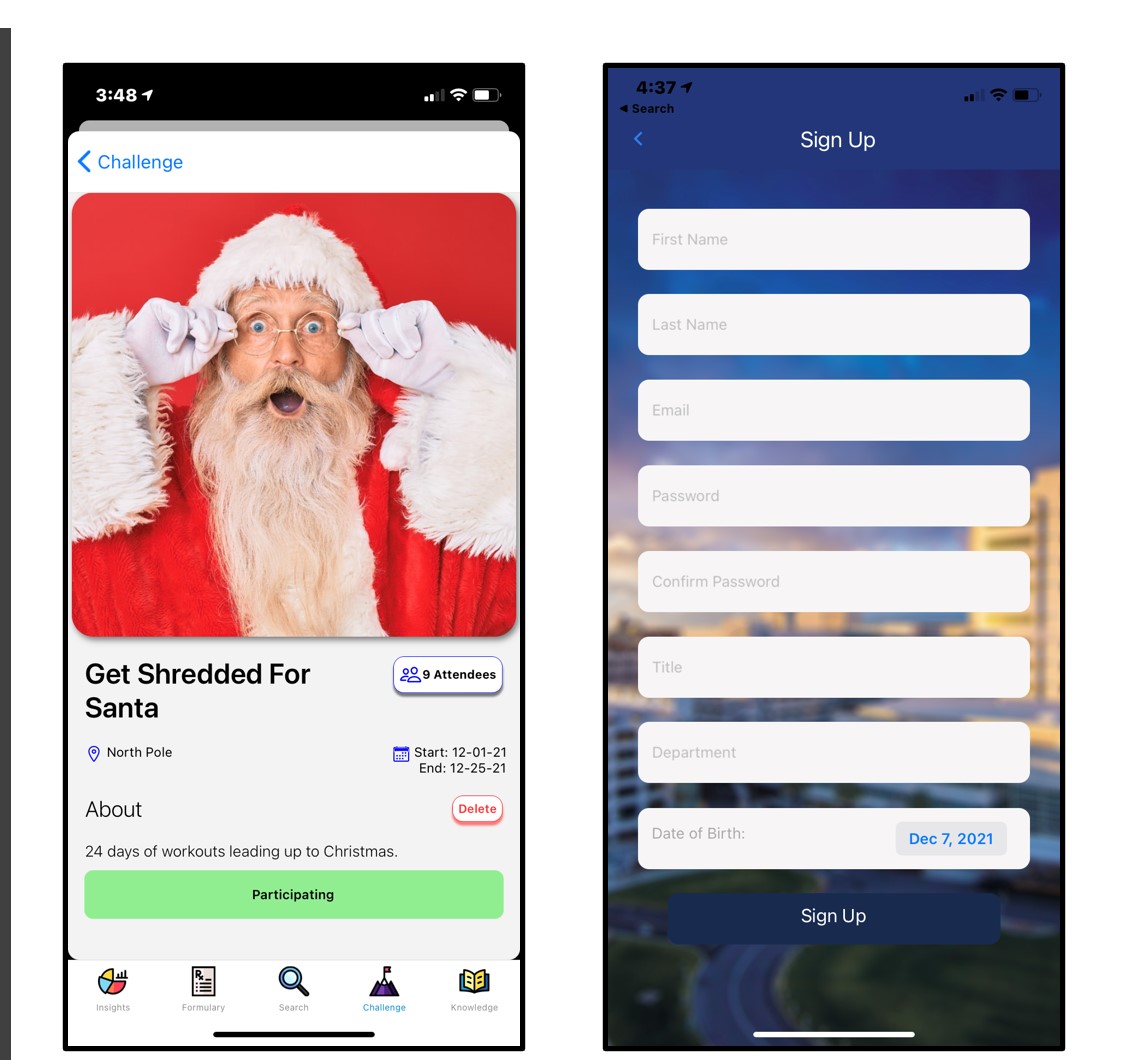 3:48
Challenge
Get Shredded For
Santa
9 Attendees
North Pole
Start: 12-01-21
End: 12-25-21
About
Delete
24 days of workouts leading up to Christmas.
Participating
Insights
Formulary
Search
Challenge
Knowledge
4:37
Search
Sign Up
First Name
Last Name
Email
Password
Confirm Password
Title
Department
Date of Birth:
Dec 7, 2021
Sign Up